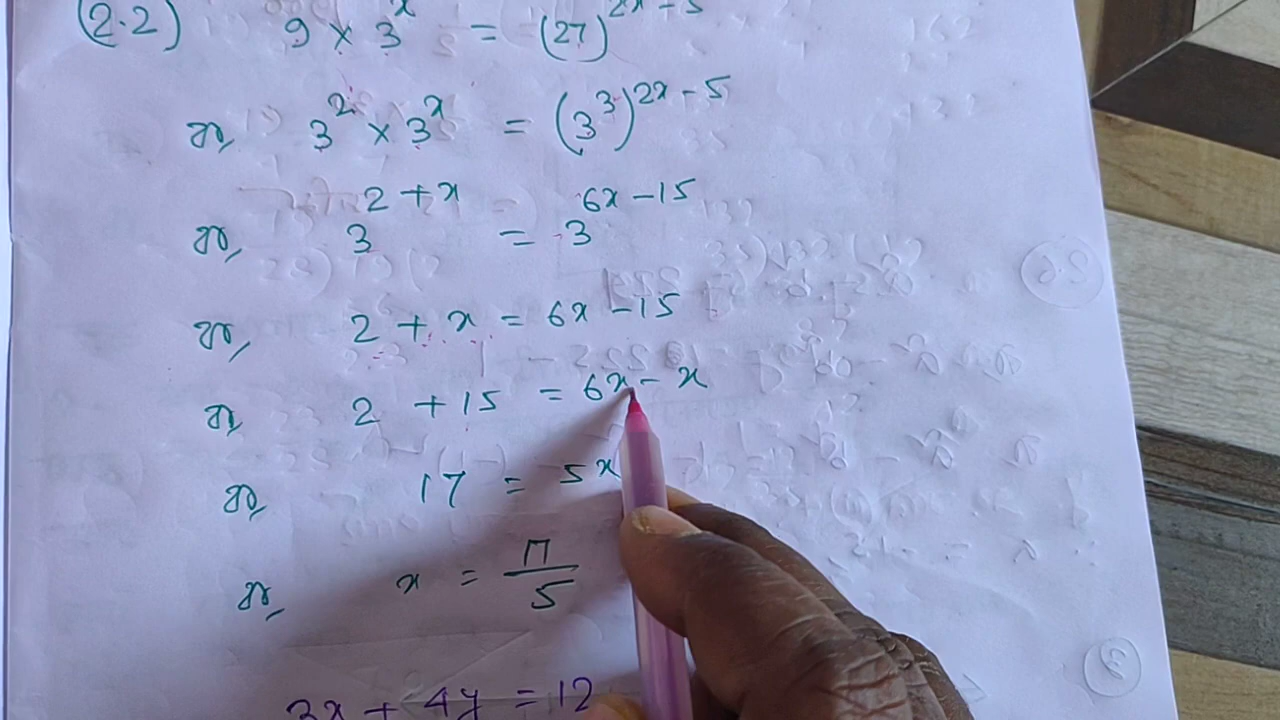 (2.2) 9 × 3^x = (27)^{2x-5}
or, 3^2 × 3^x = (3^3)^{2x-5}
or, 3^{2+x} = 3^{6x-15}
or, 2 + x = 6x - 15
or, 2 + 15 = 6x - x
or, 17 = 5x
or, x = 17/5
3x + 4y = 12